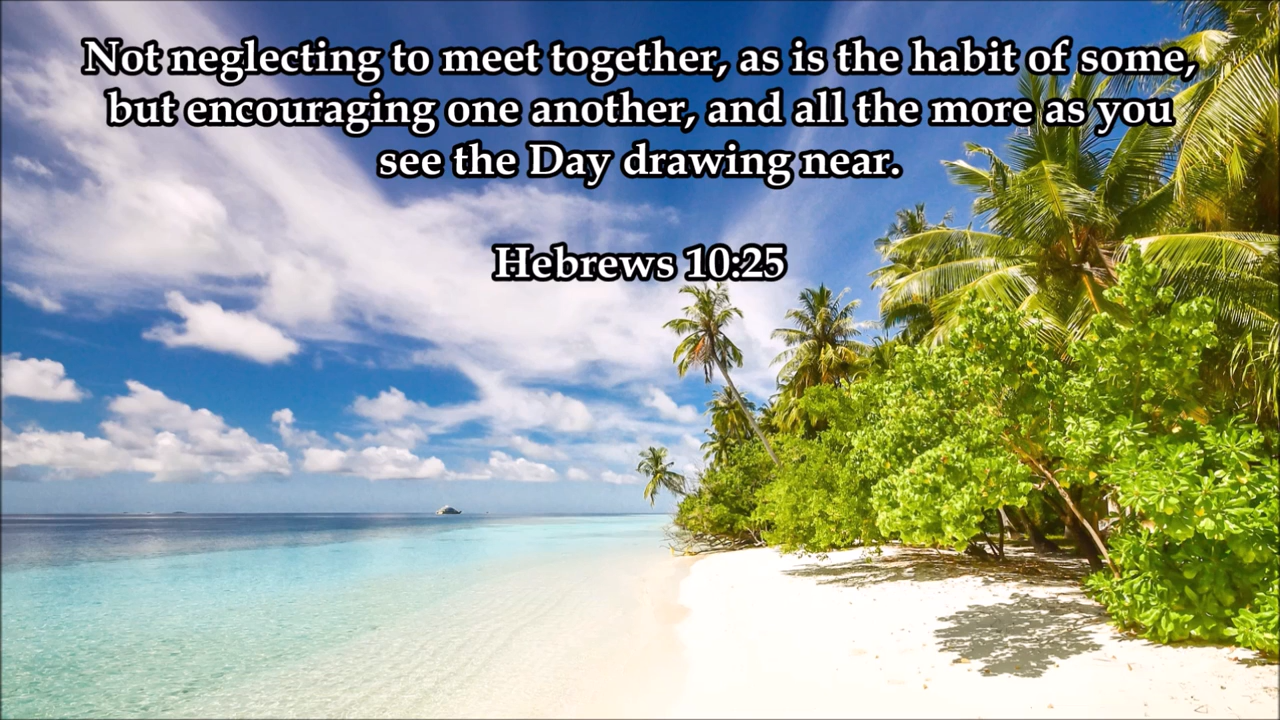 Not neglecting to meet together, as is the habit of some,
but encouraging one another, and all the more as you
see the Day drawing near.
Hebrews 10:25